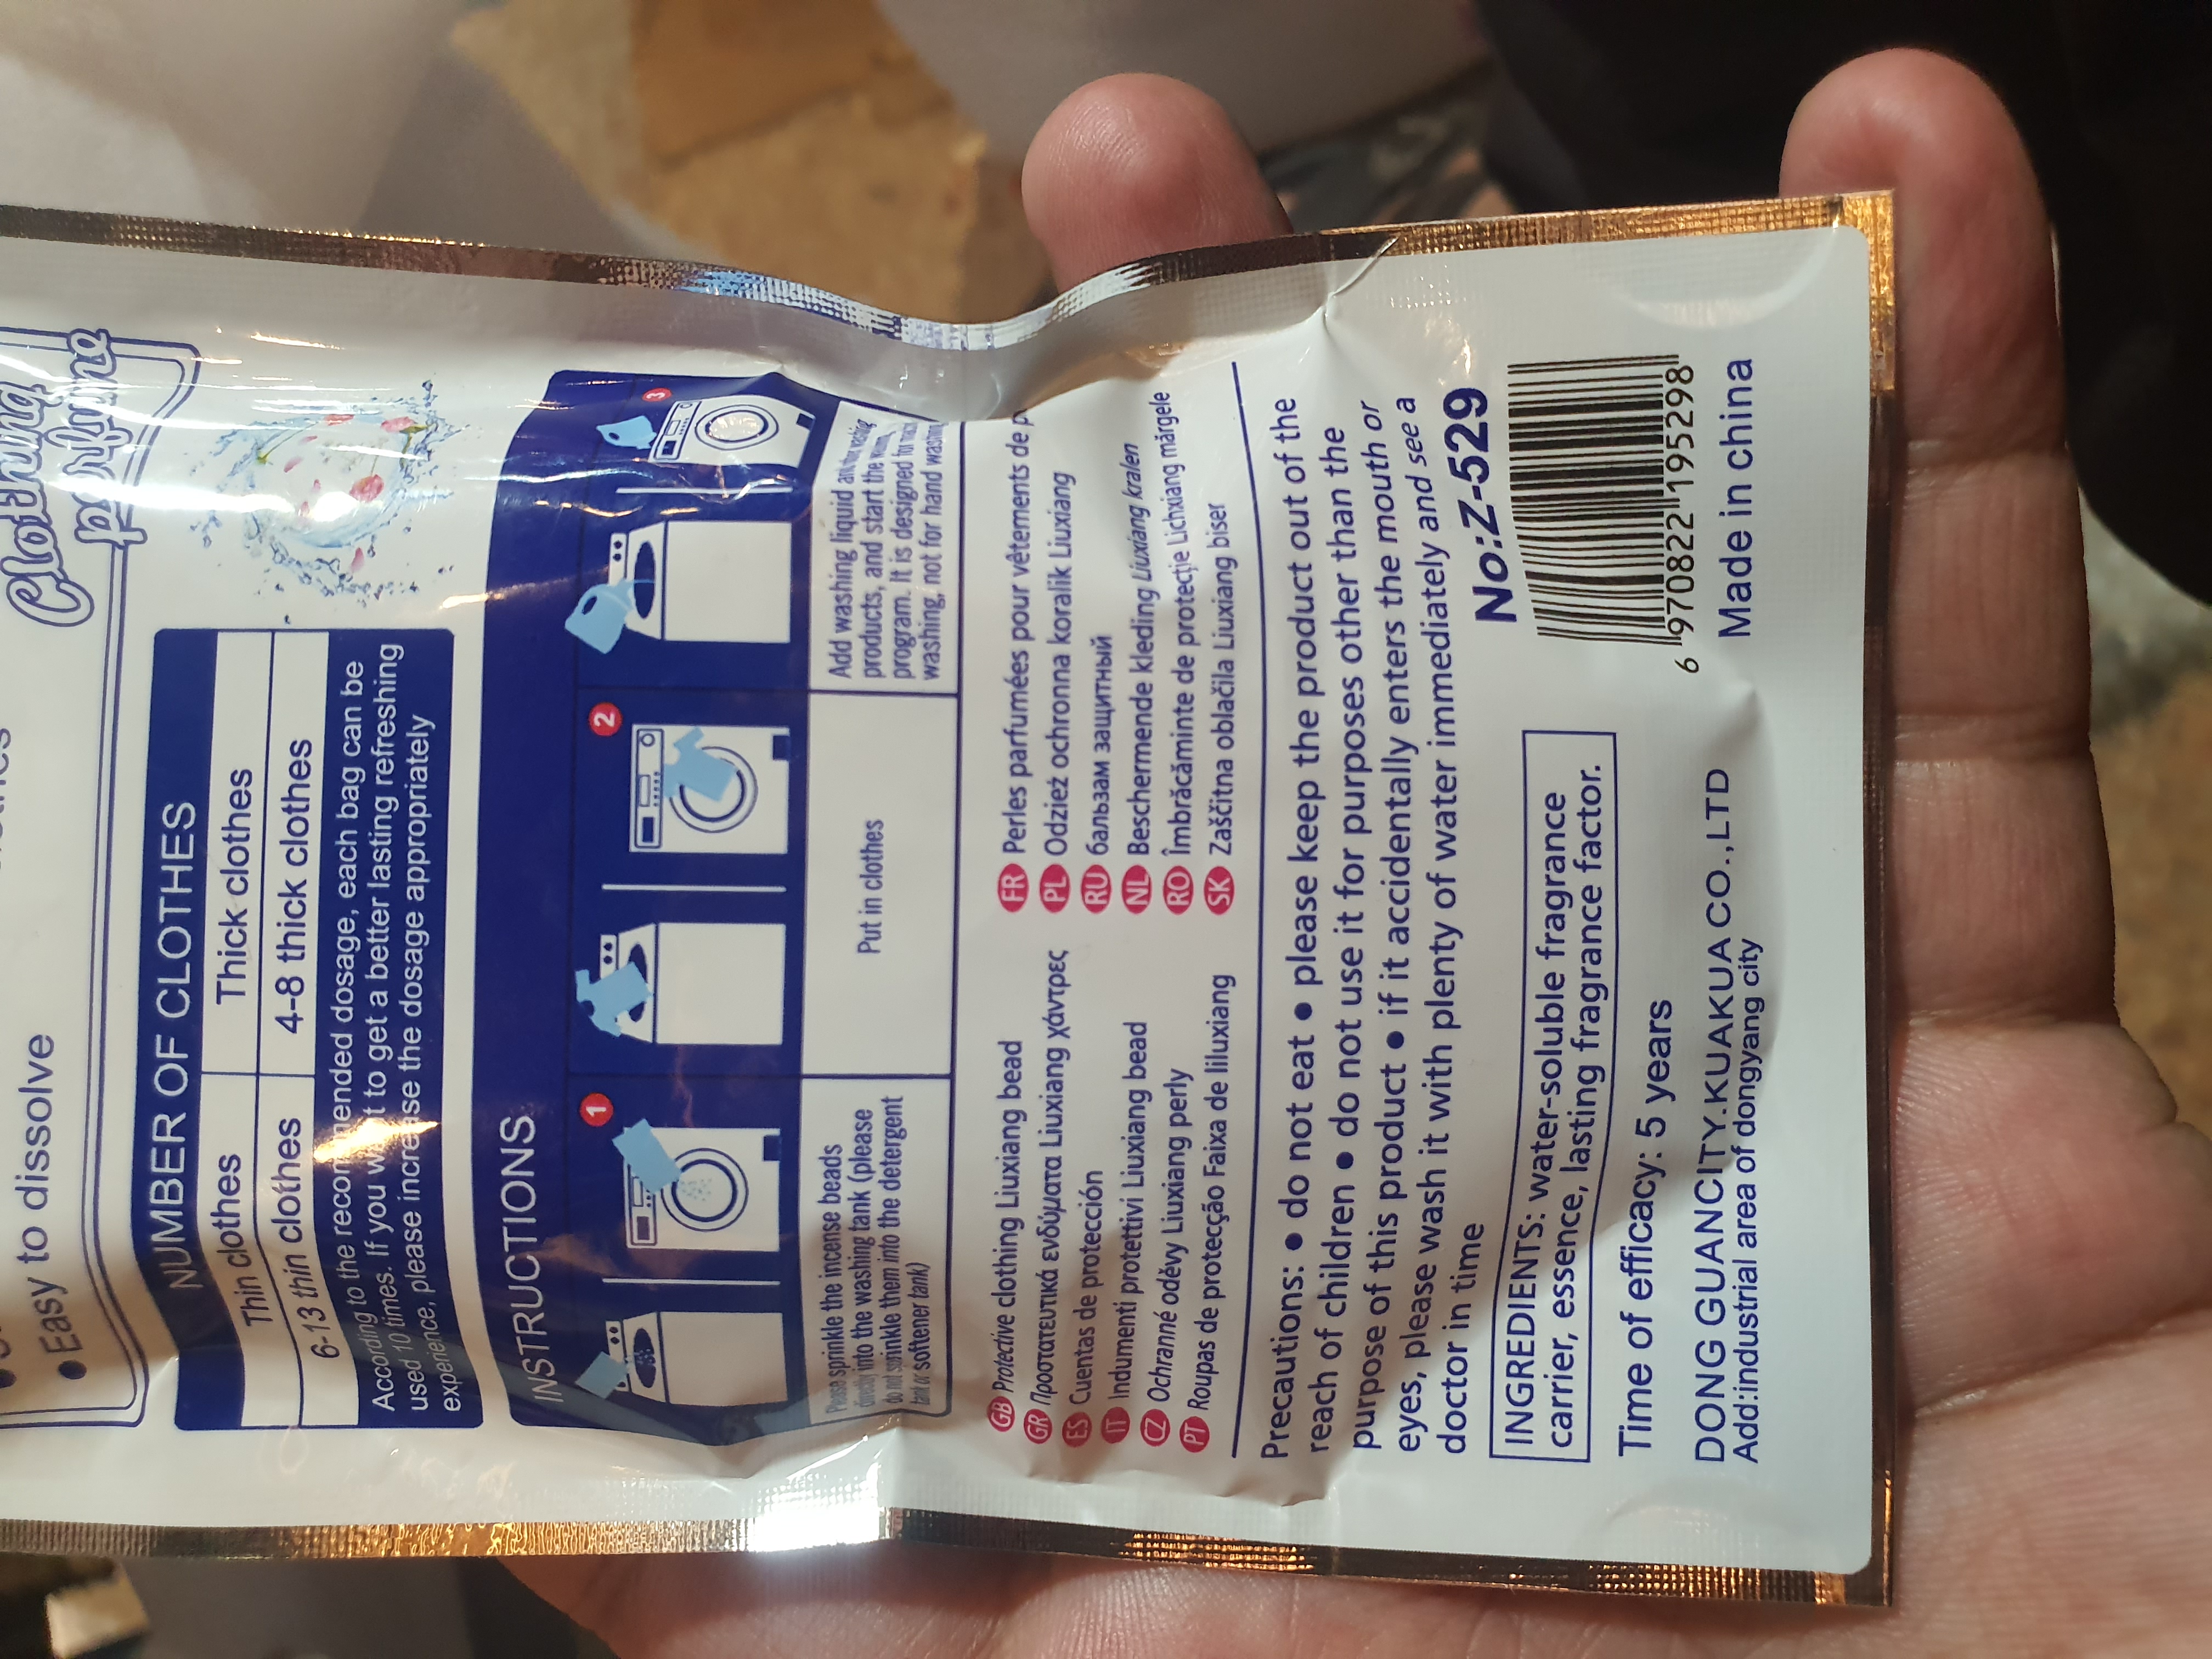 Clothing
perfume
● Easy to dissolve
NUMBER OF CLOTHES
Thin clothes Thick clothes
6-13 thin clothes 4-8 thick clothes
According to the recommended dosage, each bag can be
used 10 times. If you want to get a better lasting refreshing
experience, please increase the dosage appropriately
INSTRUCTIONS
1
2
3
Please sprinkle the incense beads
directly into the washing tank (please
do not sprinkle them into the detergent
tank or softener tank)
Put in clothes
Add washing liquid and washing
products, and start the
program. It is designed for
washing, not for hand washing
GB Protective clothing Liuxiang bead
GR Προστατευτικά ενδύματα Liuxiang χάντρες
ES Cuentas de protección
IT Indumenti protettivi Liuxiang bead
CZ Ochranné oděvy Liuxiang perly
PT Roupas de protecção Faixa de liluxiang
FR Perles parfumées pour vêtements de
PL Odzież ochronna koralik Liuxiang
RU бальзам защитный
NL Beschermende kleding Liuxiang kralen
RO Îmbrăcăminte de protecție Lichxiang mărgele
SK Zaščitna oblačila Liuxiang biser
Precautions: ● do not eat ● please keep the product out of the
reach of children ● do not use it for purposes other than the
purpose of this product ● if it accidentally enters the mouth or
eyes, please wash it with plenty of water immediately and see a
doctor in time
No:Z-529
INGREDIENTS: water-soluble fragrance
carrier, essence, lasting fragrance factor.
Time of efficacy: 5 years
6 970822 195298
DONG GUANCITY.KUAKUA CO.,LTD
Add:industrial area of dongyang city
Made in china